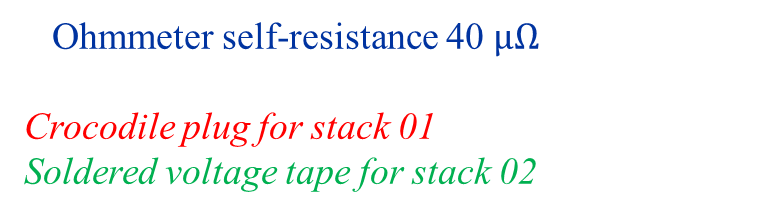 Ohmmeter self-resistance 40 μΩ
Crocodile plug for stack 01
Soldered voltage tape for stack 02